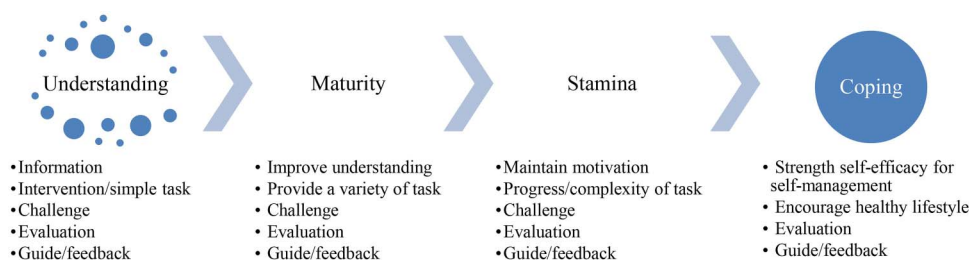 Understanding
Maturity
Stamina
Coping
•Information
•Intervention/simple task
•Challenge
•Evaluation
•Guide/feedback
• Improve understanding
• Provide a variety of task
• Challenge
• Evaluation
• Guide/feedback
•Maintain motivation
•Progress/complexity of task
•Challenge
•Evaluation
•Guide/feedback
• Strength self-efficacy for
self-management
• Encourage healthy lifestyle
• Evaluation
• Guide/feedback